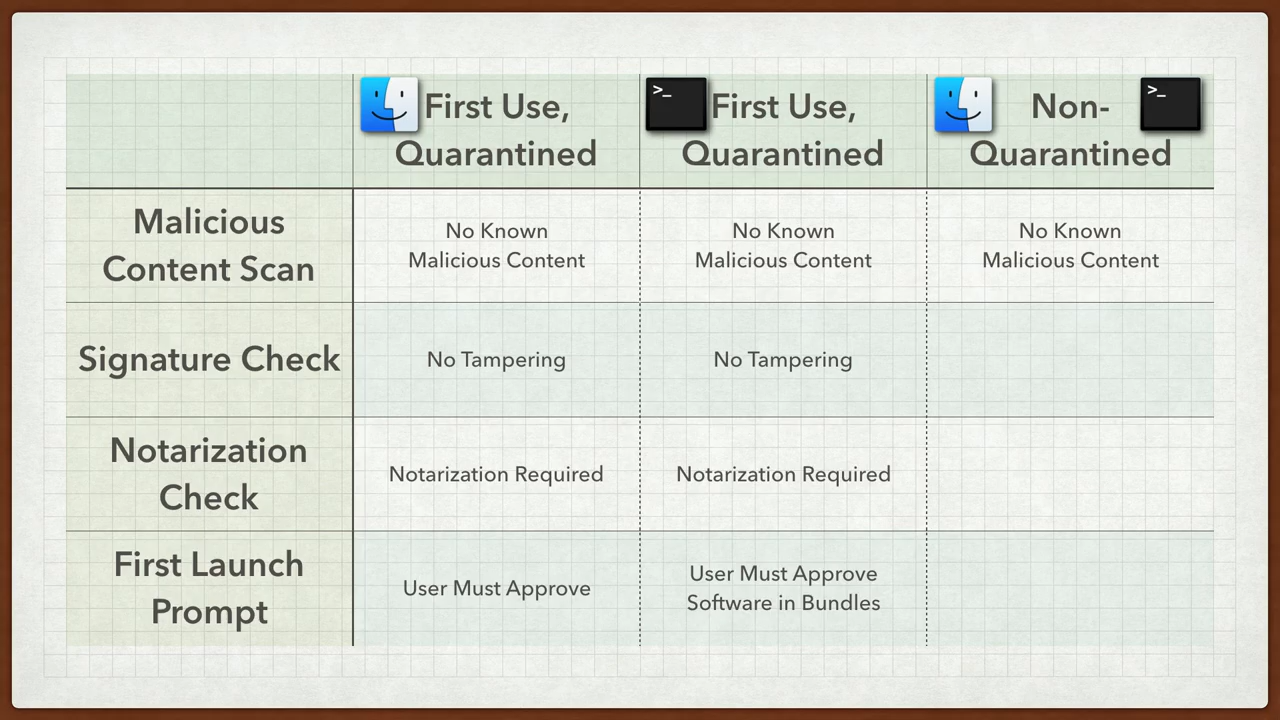 First Use,
Quarantined
>_
First Use,
Quarantined
Non-
Quarantined
>_
Malicious
Content Scan
No Known
Malicious Content
No Known
Malicious Content
No Known
Malicious Content
Signature Check
No Tampering
No Tampering
Notarization
Check
Notarization Required
Notarization Required
First Launch
Prompt
User Must Approve
User Must Approve
Software in Bundles